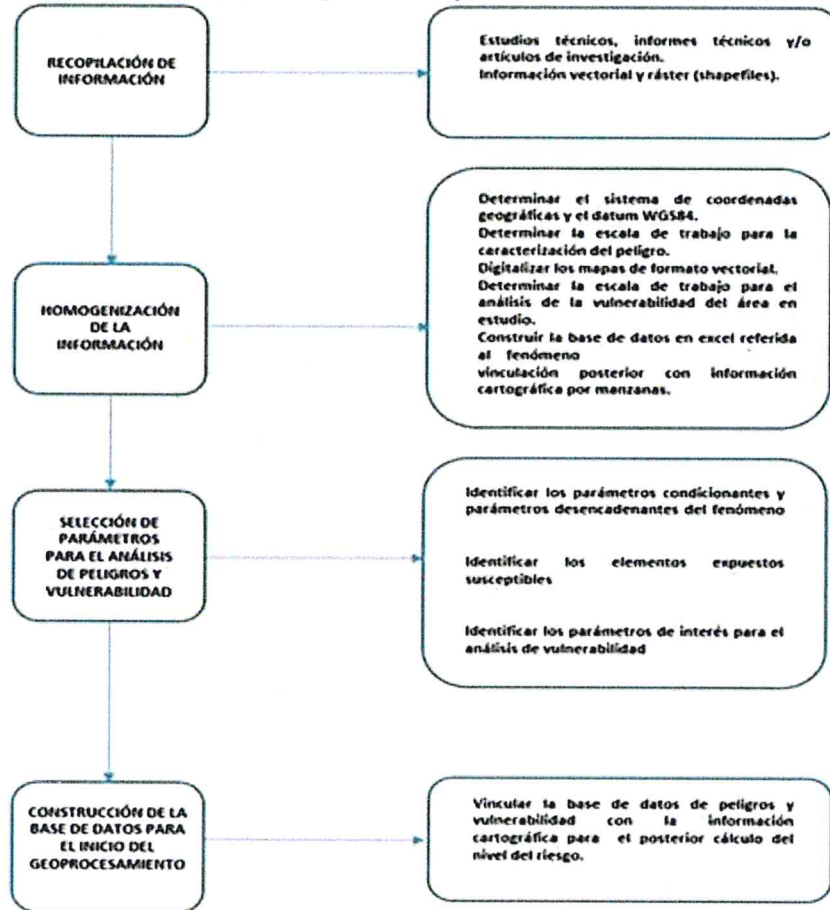 RECOPILACIÓN DE
INFORMACIÓN
Estudios técnicos, informes técnicos y/o
artículos de investigación.
Información vectorial y ráster (shapefiles).
HOMOGENIZACIÓN
DE LA
INFORMACIÓN
Determinar el sistema de coordenadas
geográficas y el datum WGS84.
Determinar la escala de trabajo para la
caracterización del peligro.
Digitalizar los mapas de formato vectorial.
Determinar la escala de trabajo para el
análisis de la vulnerabilidad del área en
estudio.
Construir la base de datos en excel referida
al fenómeno
vinculación posterior con información
cartográfica por manzanas.
SELECCIÓN DE
PARÁMETROS
PARA EL ANÁLISIS
DE PELIGROS Y
VULNERABILIDAD
Identificar los parámetros condicionantes y
parámetros desencadenantes del fenómeno
Identificar los elementos expuestos
susceptibles
Identificar los parámetros de interés para el
análisis de vulnerabilidad
CONSTRUCCIÓN DE LA
BASE DE DATOS PARA
EL INICIO DEL
GEOPROCESAMIENTO
Vincular la base de datos de peligros y
vulnerabilidad con la información
cartográfica para el posterior cálculo del
nivel del riesgo.